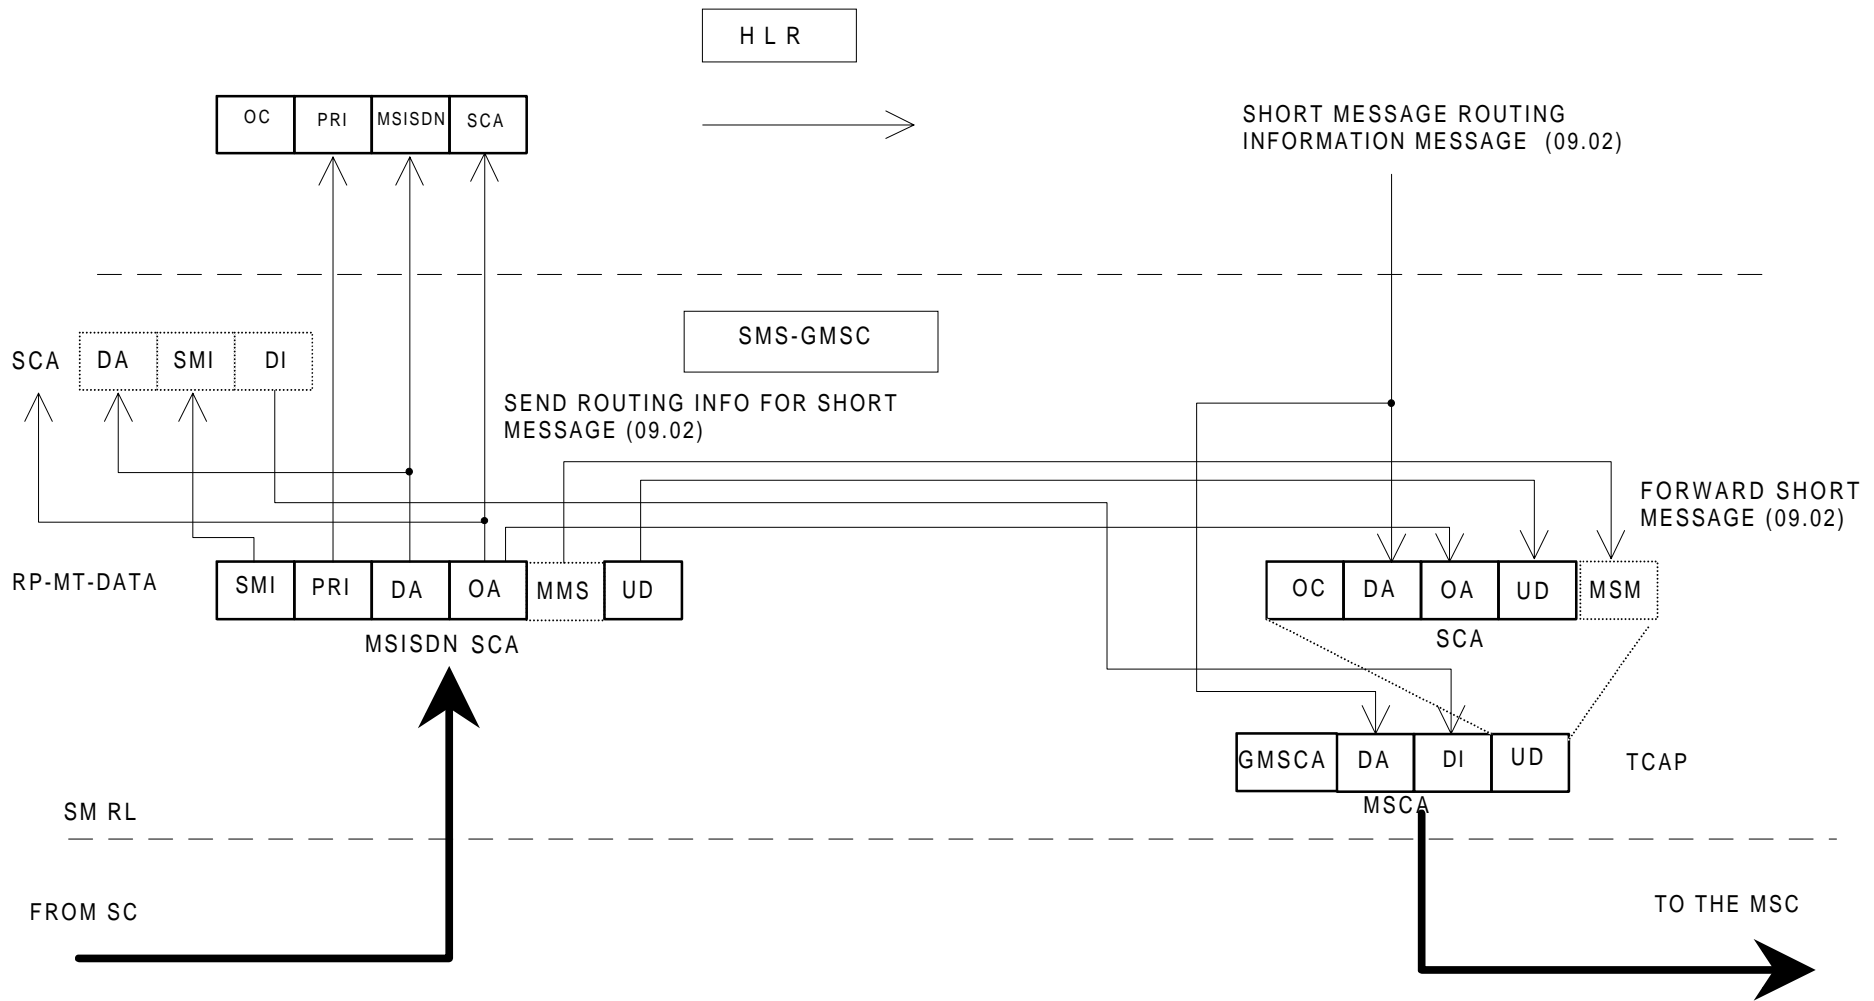 H L R
OC PRI MSISDN SCA
SHORT MESSAGE ROUTING
INFORMATION MESSAGE (09.02)
SMS-GMSC
SCA DA SMI DI
SEND ROUTING INFO FOR SHORT
MESSAGE (09.02)
FORWARD SHORT
MESSAGE (09.02)
RP-MT-DATA SMI PRI DA OA MMS UD
OC DA OA UD MSM
MSISDN SCA
SCA
GMSCA DA DI UD TCAP
MSCA
SM RL
FROM SC
TO THE MSC